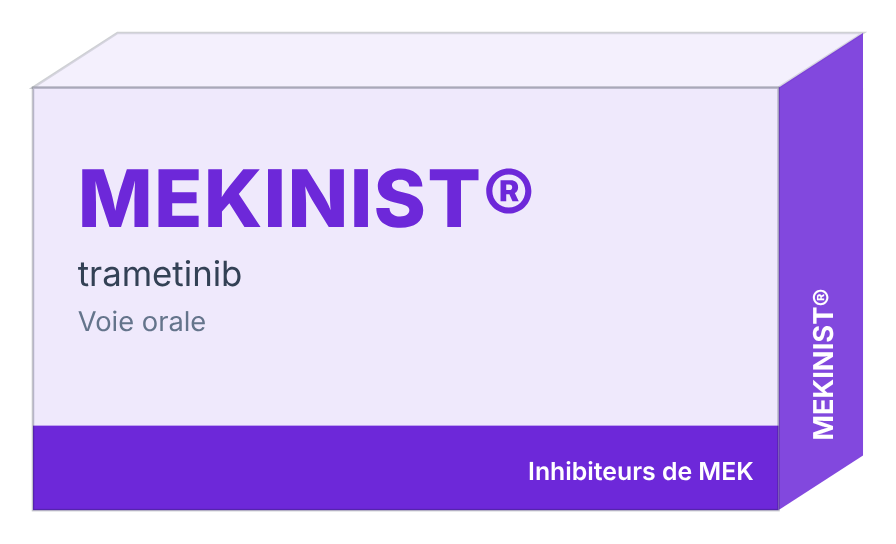 MEKINIST®
trametinib
Voie orale
Inhibiteurs de MEK
MEKINIST®